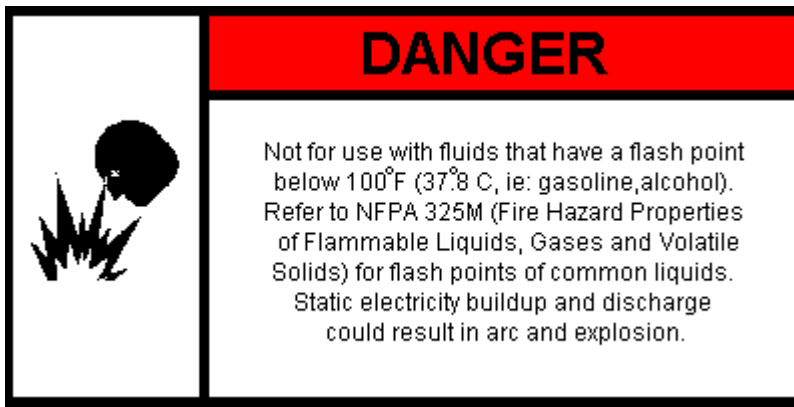 DANGER
Not for use with fluids that have a flash point
below 100°F (37°8 C, ie: gasoline,alcohol).
Refer to NFPA 325M (Fire Hazard Properties
of Flammable Liquids, Gases and Volatile
Solids) for flash points of common liquids.
Static electricity buildup and discharge
could result in arc and explosion.